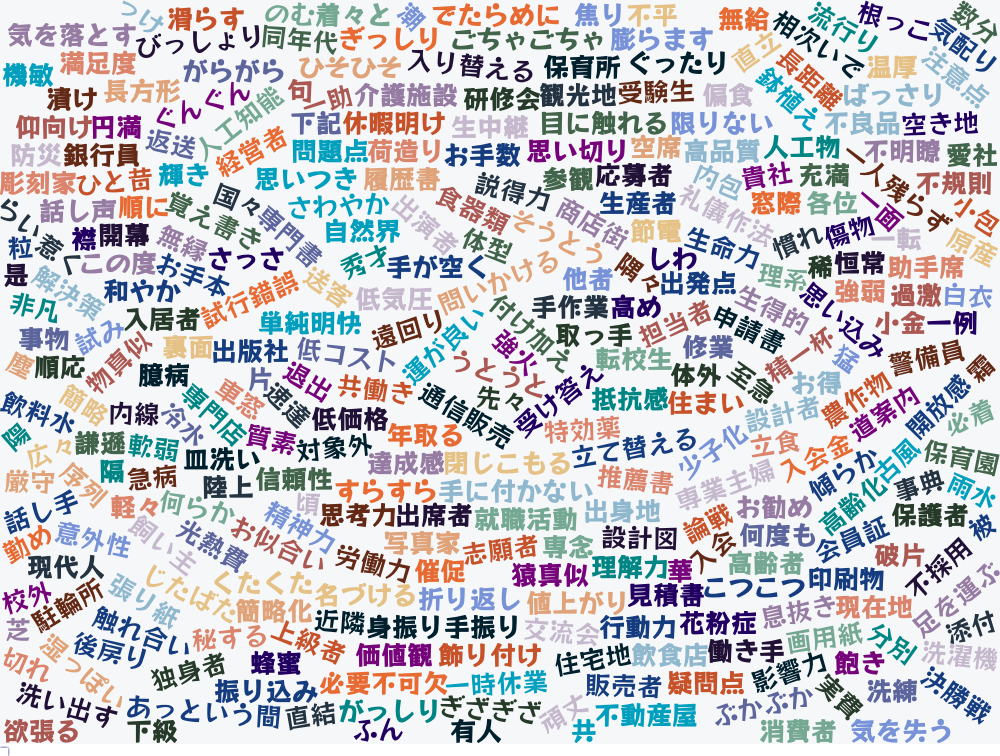 つけ 滑らす のむ 着々と 潮 でたらめに 焦り 不平 無給 流行り 根っこ 数分
気を落とす びっしょり 同年代 ぎっしり ごちゃごちゃ 膨らます 直立 相次いで 気配り
機敏 満足度 がらがら ひそひそ 入り替える 保育所 ぐったり 長距離 温厚 注意点
漬け 長方形 ぐんぐん 句 一助 介護施設 研修会 観光地 受験生 偏食 鉢植え ばっさり
仰向け 円満 返送 人工知能 下記 休暇明け 生中継 目に触れる 限りない 不良品 空き地
防災 銀行員 経営者 問題点 荷造り お手数 思い切り 空席 高品質 人工物 一人残らず 不明瞭 愛社
彫刻家 ひと昔 輝き 思いつき 履歴書 説得力 参観 応募者 内包 貴社 充満 不規則
らい 話し声 順に 覚え書き 国々 専門書 さわやか 出演者 食器類 そうとう 商店街 生産者 礼儀作法 窓際 各位 一面 小包
粒 惹く 襟 開幕 無縁 さっさ 自然界 体型 節電 生命力 慣れ 傷物 一転 原産
是 解決策 この度 お手本 送客 秀才 手が空く 問いかける 他者 隅々 しわ 出発点 理系 稀 恒常 助手席
非凡 和やか 試行錯誤 低気圧 付け加え 手作業 高め 生得的 思い込み 強弱 過激 白衣
事物 試み 入居者 単純明快 遠回り 運が良い 強火 取っ手 担当者 申請書 精一杯 小金 一例
塵 順応 物真似 裏面 出版社 低コスト うとうと 転校生 修業 猛 警備員 霜
臆病 片 退出 共働き 通信販売 先々 受け答え 体外 至急 お得 農作物 開放感
飲料水 簡略 内線 冷水 専門店 車窓 速達 低価格 抵抗感 住まい 設計者 道案内 必着
陽 広々 謙遜 軟弱 皿洗い 質素 対象外 年取る 特効薬 立て替える 少子化 立食 入会金 古風 保育園
厳守 序列 隔 急病 陸上 信頼性 達成感 閉じこもる 推薦書 専業主婦 傾らか 事典 雨水
話し手 軽々 何らか 頃 すらすら 手に付かない 出身地 お勧め 高齢化 保護者 被
勤め 意外性 飼い主 光熱費 お似合い 精神力 思考力 出席者 就職活動 設計図 論戦 何度も 会員証
現代人 労働力 写真家 志願者 専念 入会 高齢者 破片 不採用
校外 駐輪所 張り紙 じたばた くたくた 催促 猿真似 理解力 華 こつこつ 印刷物 足を運ぶ
芝 触れ合い 簡略化 名づける 折り返し 値上がり 見積書 息抜き 現在地 添付
切れ 湿っぽい 後戻り 秘する 上級者 近隣 身振り手振り 交流会 行動力 花粉症 画用紙 分別 洗濯機
独身者 蜂蜜 価値観 飾り付け 住宅地 飲食店 働き手 影響力 飽き
洗い出す 振り込み 必要不可欠 一時休業 販売者 疑問点 実費 洗練 決勝戦
欲張る 下級 あっという間 直結 がっしり ぎざぎざ 頑丈 共 不動産屋 ぶかぶか 消費者 気を失う
ふん 有人